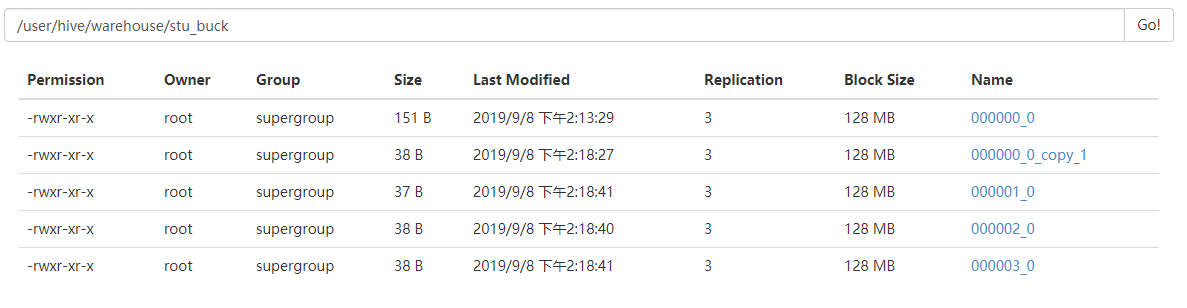 /user/hive/warehouse/stu_buck Go!
Permission Owner Group Size Last Modified Replication Block Size Name
-rwxr-xr-x root supergroup 151 B 2019/9/8 下午2:13:29 3 128 MB 000000_0
-rwxr-xr-x root supergroup 38 B 2019/9/8 下午2:18:27 3 128 MB 000000_0_copy_1
-rwxr-xr-x root supergroup 37 B 2019/9/8 下午2:18:41 3 128 MB 000001_0
-rwxr-xr-x root supergroup 38 B 2019/9/8 下午2:18:40 3 128 MB 000002_0
-rwxr-xr-x root supergroup 38 B 2019/9/8 下午2:18:41 3 128 MB 000003_0